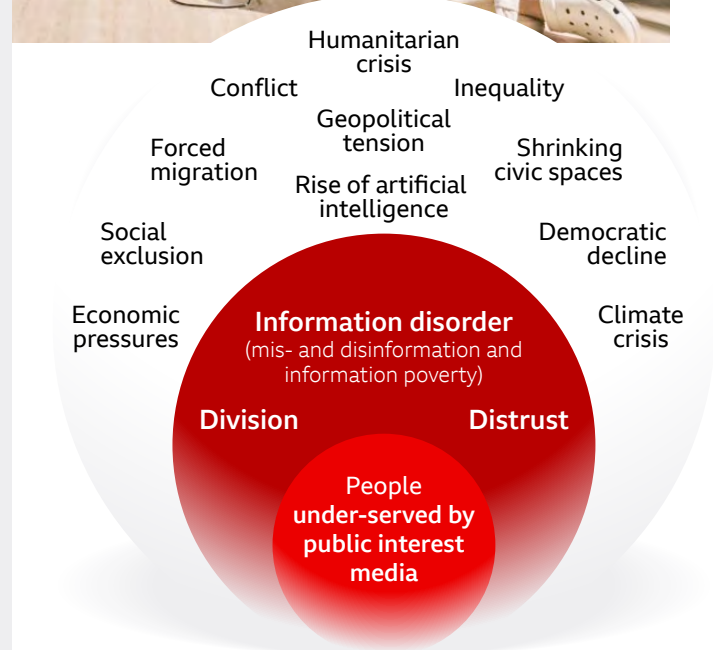 Humanitarian
crisis
Conflict
Inequality
Geopolitical
tension
Forced
migration
Shrinking
civic spaces
Rise of artificial
intelligence
Social
exclusion
Democratic
decline
Economic
pressures
Climate
crisis
Information disorder
(mis- and disinformation and
information poverty)
Division
Distrust
People
under-served by
public interest
media